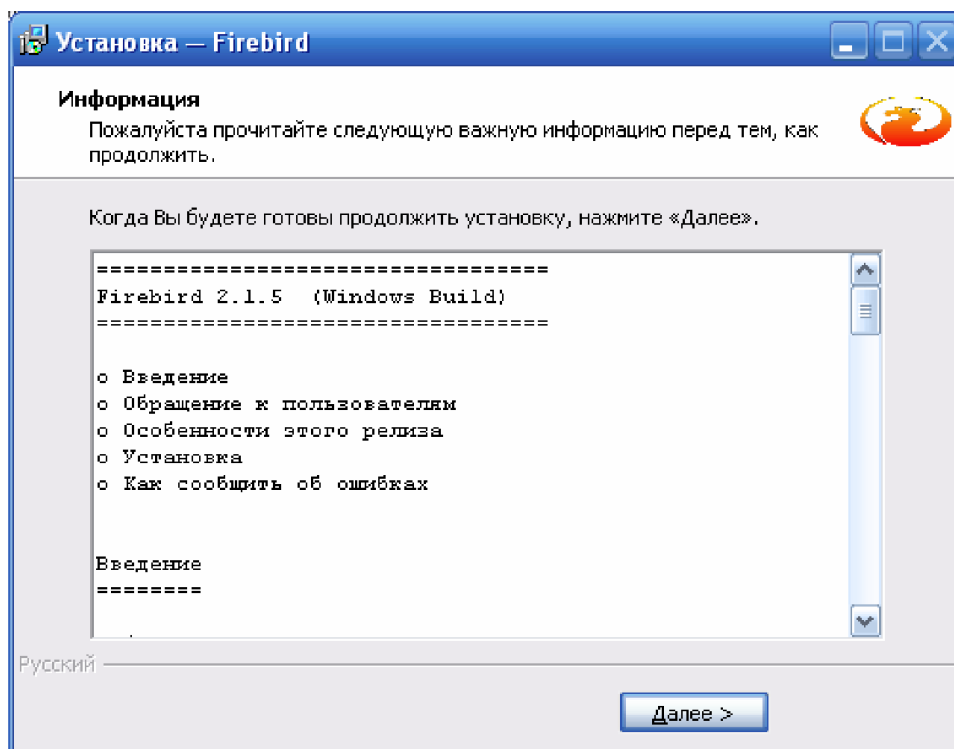 Установка — Firebird
Информация
Пожалуйста прочитайте следующую важную информацию перед тем, как
продолжить.
Когда Вы будете готовы продолжить установку, нажмите «Далее».
==================================
Firebird 2.1.5  (Windows Build)
==================================
o Введение
o Обращение к пользователям
o Особенности этого релиза
o Установка
o Как сообщить об ошибках
Введение
========
Русский
Далее >